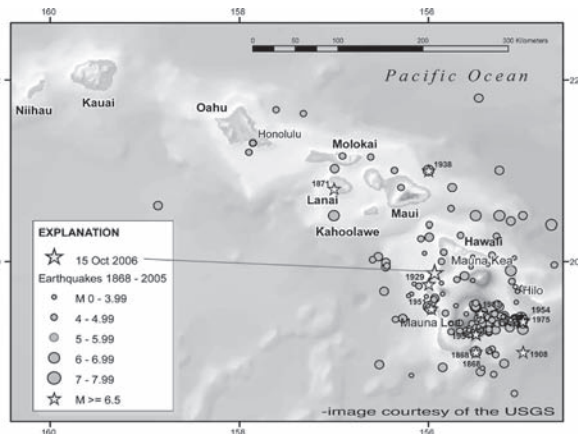 160
158
156
0 50 100 200 300 Kilometers
22
Pacific Ocean
Niihau
Kauai
Oahu
Honolulu
Molokai
1938
1871
Lanai
Maui
Kahoolawe
EXPLANATION
15 Oct 2006
Earthquakes 1868 - 2005
M 0 - 3.99
4 - 4.99
5 - 5.99
6 - 6.99
7 - 7.99
M >= 6.5
Hawaii
20
Mauna Kea
1929
Hilo
1954
1975
1868
1868
1908
-image courtesy of the USGS
160
158
156